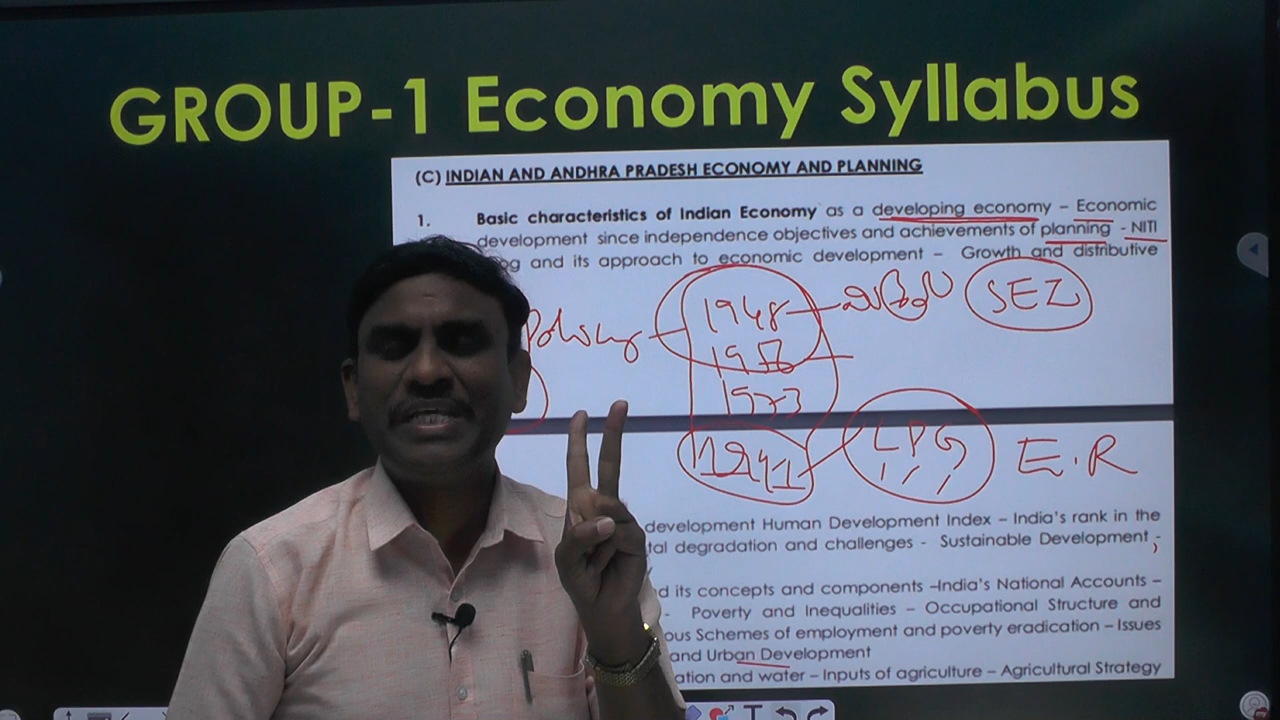 GROUP-1 Economy Syllabus
(C) INDIAN AND ANDHRA PRADESH ECONOMY AND PLANNING
1. Basic characteristics of Indian Economy as a developing economy – Economic
development since independence objectives and achievements of planning - NITI
and its approach to economic development – Growth and distributive
1948 SEZ
Policy
1956
1973
1991 LPG E.R
development Human Development Index – India's rank in the
degradation and challenges - Sustainable Development -
its concepts and components –India's National Accounts –
- Poverty and Inequalities – Occupational Structure and
Schemes of employment and poverty eradication – Issues
and Urban Development
and water – Inputs of agriculture – Agricultural Strategy